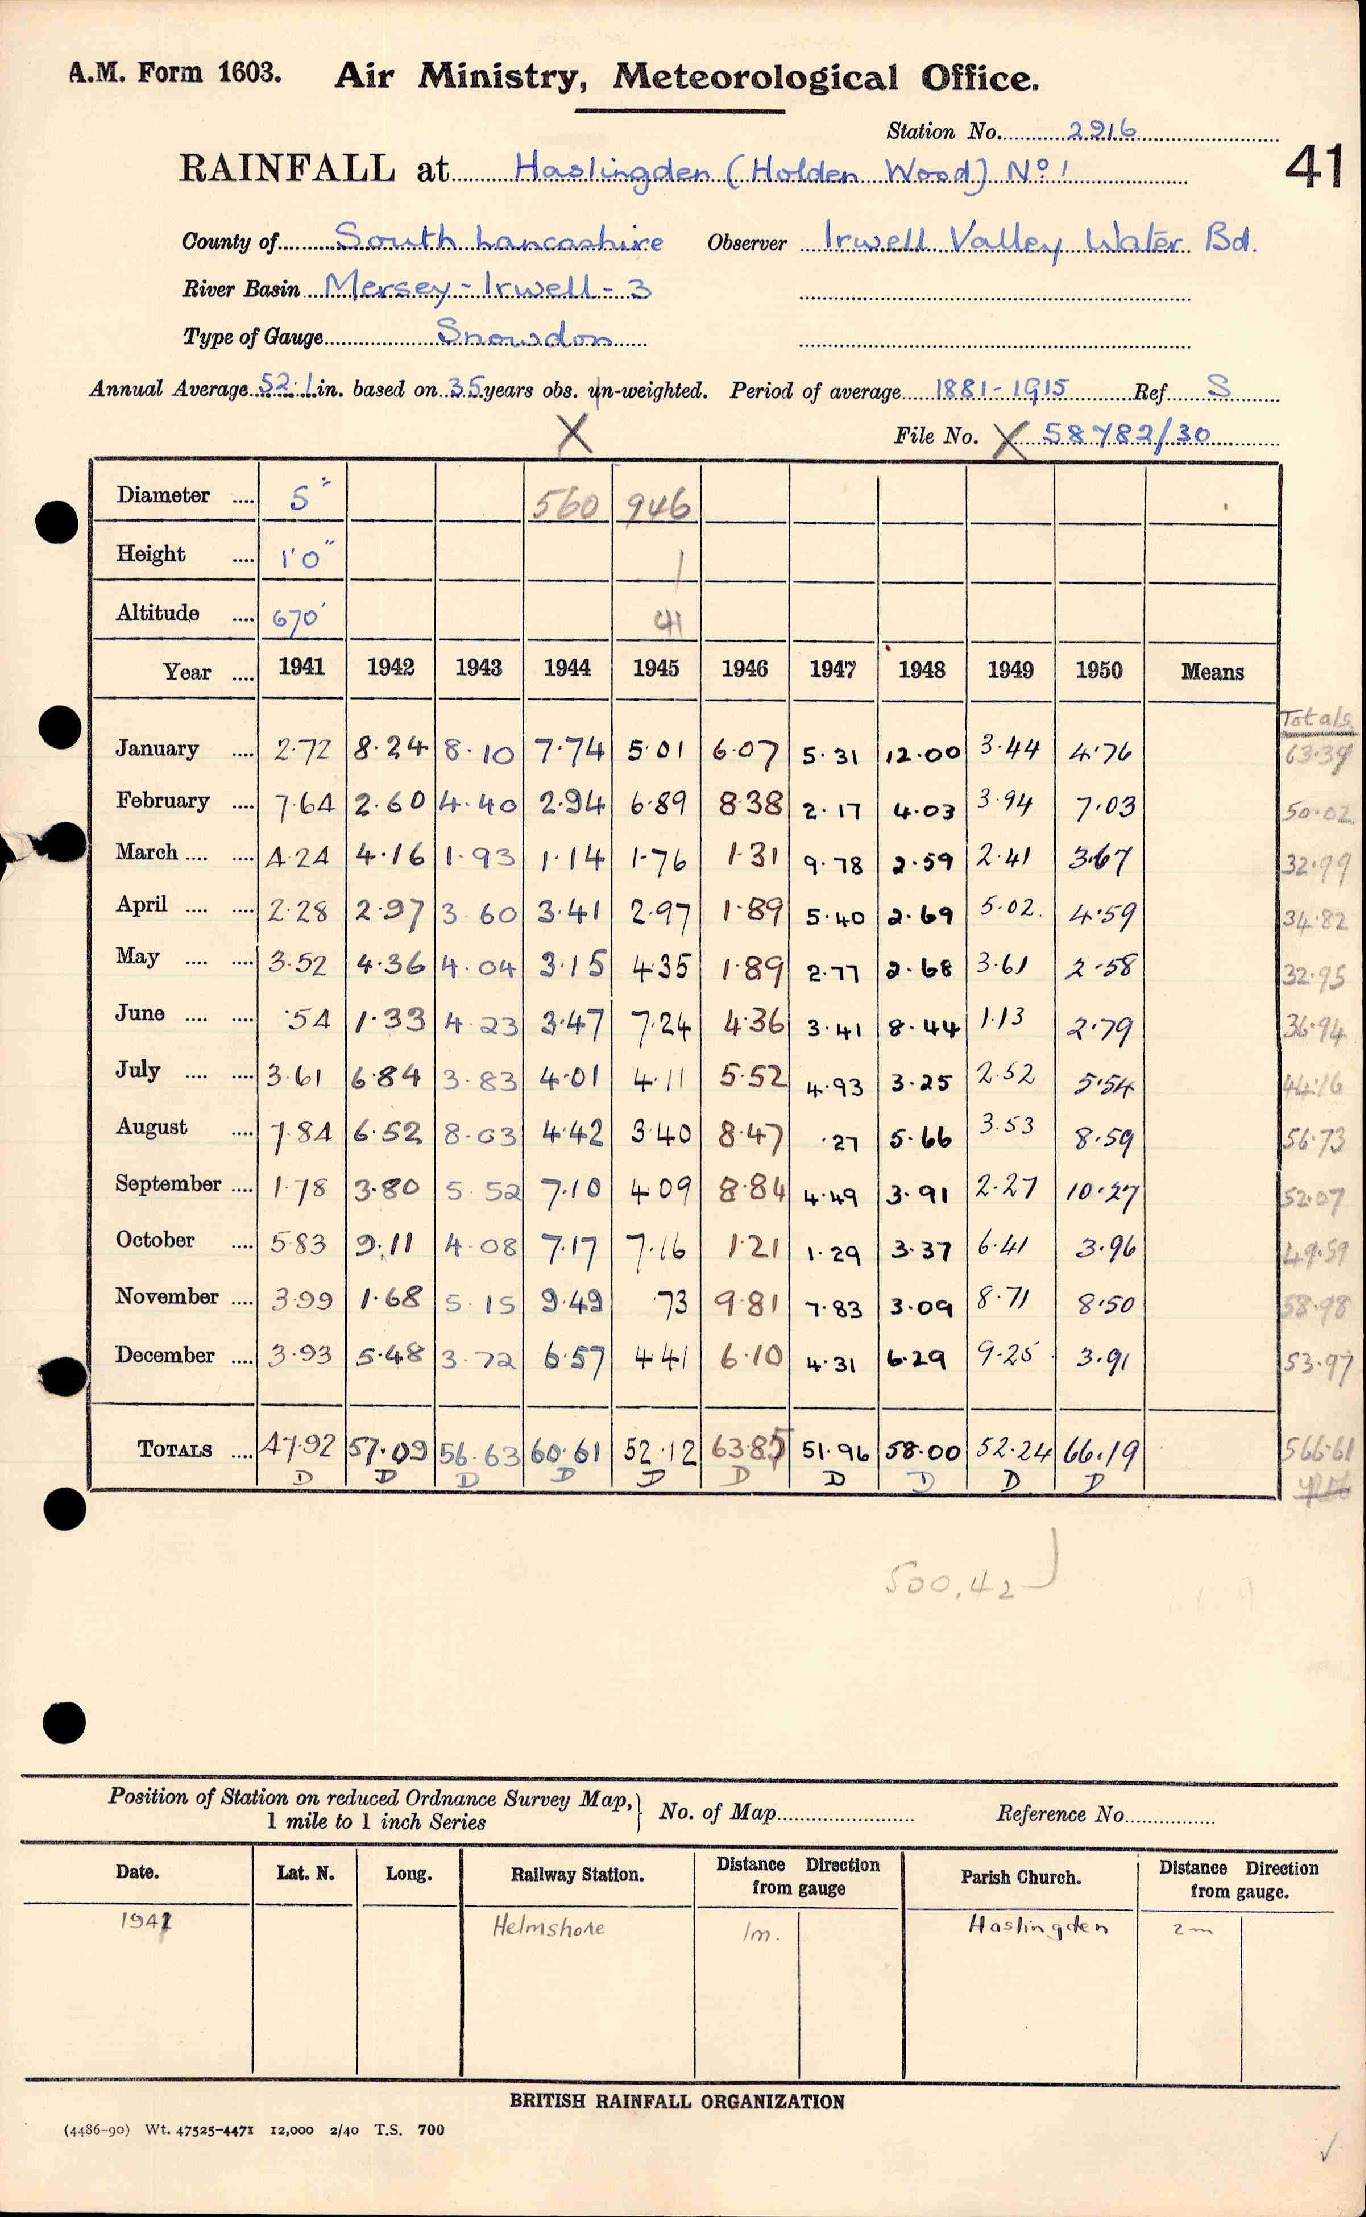 A.M. Form 1603. Air Ministry, Meteorological Office.
Station No. 2916
RAINFALL at Haslingden (Holden Wood) No 1
41
County of South Lancashire Observer Irwell Valley Water Bd.
River Basin Mersey - Irwell - 3
Type of Gauge Snowdon
Annual Average 52.1 in. based on 35 years obs. un-weighted. Period of average 1881-1915 Ref S
X File No. X 58782/30
Diameter .... 5" 560 946
Height .... 1'0" 1
Altitude .... 670' 41
Year .... 1941 1942 1943 1944 1945 1946 1947 1948 1949 1950 Means
Totals
January .... 2.72 8.24 8.10 7.74 5.01 6.07 5.31 12.00 3.44 4.76 63.39
February .... 7.64 2.60 4.40 2.94 6.89 8.38 2.17 4.03 3.94 7.03 50.02
March .... .... 4.24 4.16 1.93 1.14 1.76 1.31 9.78 2.59 2.41 3.67 32.99
April .... .... 2.28 2.97 3.60 3.41 2.97 1.89 5.40 2.69 5.02 4.59 34.82
May .... .... 3.52 4.36 4.04 3.15 4.35 1.89 2.77 2.68 3.61 2.58 32.95
June .... .... .54 1.33 4.23 3.47 7.24 4.36 3.41 8.44 1.13 2.79 36.94
July .... .... 3.61 6.84 3.83 4.01 4.11 5.52 4.93 3.25 2.52 5.54 44.16
August .... 7.84 6.52 8.03 4.42 3.40 8.47 .27 5.66 3.53 8.59 56.73
September .... 1.78 3.80 5.52 7.10 4.09 8.84 4.49 3.91 2.27 10.27 52.07
October .... 5.83 9.11 4.08 7.17 7.16 1.21 1.29 3.37 6.41 3.96 49.59
November .... 3.99 1.68 5.15 9.49 .73 9.81 7.83 3.09 8.71 8.50 58.98
December .... 3.93 5.48 3.72 6.57 4.41 6.10 4.31 6.29 9.25 3.91 53.97
TOTALS .... 47.92 57.09 56.63 60.61 52.12 63.85 51.96 58.00 52.24 66.19 566.61
D D D D D D D D D D
500.42
Position of Station on reduced Ordnance Survey Map, 
1 mile to 1 inch Series } No. of Map Reference No.
Date. Lat. N. Long. Railway Station. Distance Direction from gauge Parish Church. Distance Direction from gauge.
1941 Helmshore 1m. Haslingden 2m
BRITISH RAINFALL ORGANIZATION
(4486-90) Wt. 47525-4471 12,000 2/40 T.S. 700